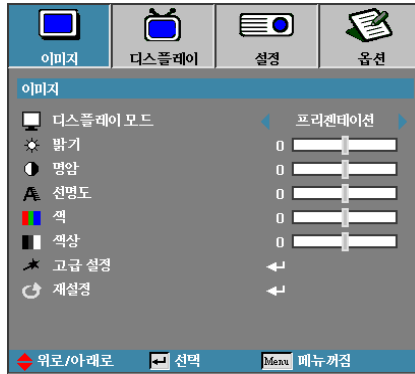 이미지 디스플레이 설정 옵션
이미지
디스플레이 모드 프리젠테이션
밝기 0
명암 0
선명도 0
색 0
색상 0
고급 설정
재설정
위로/아래로 선택 Menu 메뉴 꺼짐